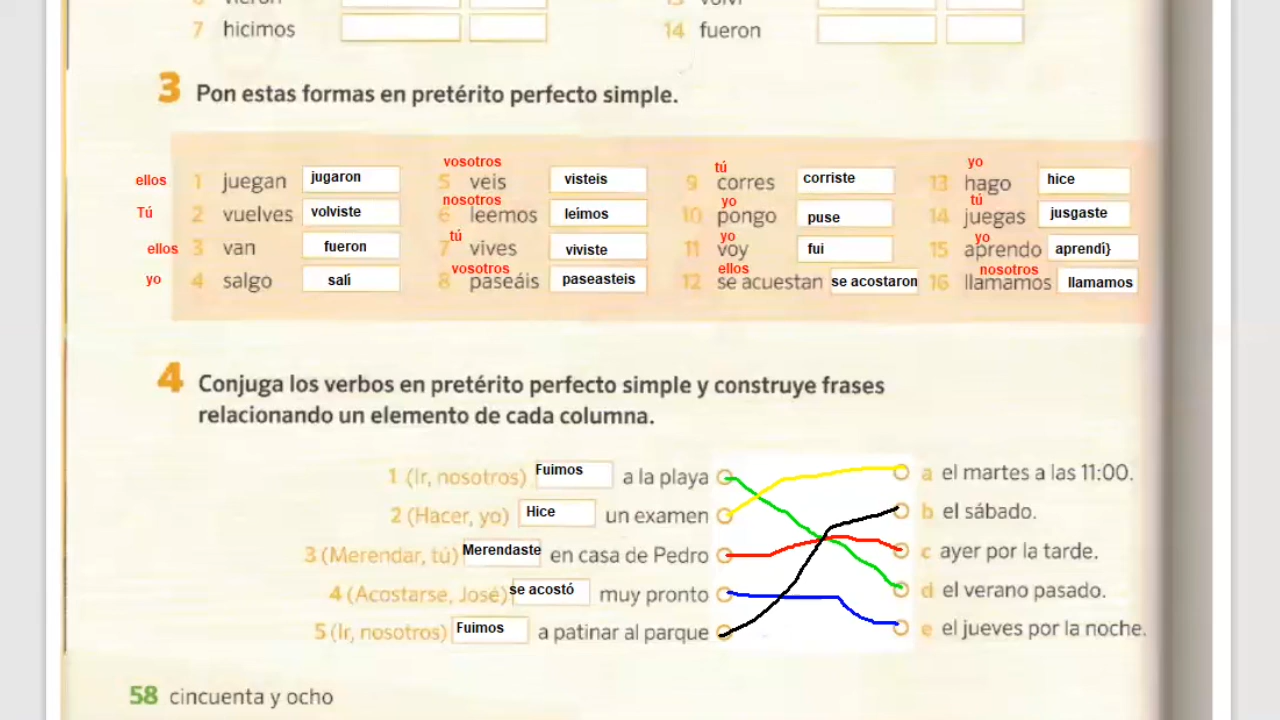 7 hicimos
14 fueron
3 Pon estas formas en pretérito perfecto simple.
ellos 1 juegan jugaron
vosotros
5 veis visteis
tú
9 corres corriste
yo
13 hago hice
Tú 2 vuelves volviste
nosotros
6 leemos leímos
yo
10 pongo puse
tú
14 juegas jusgaste
ellos 3 van fueron
tú
7 vives viviste
yo
11 voy fui
yo
15 aprendo aprendí}
yo 4 salgo salí
vosotros
8 paseáis paseasteis
ellos
12 se acuestan se acostaron
nosotros
16 llamamos llamamos
4 Conjuga los verbos en pretérito perfecto simple y construye frases
relacionando un elemento de cada columna.
1 (Ir, nosotros) Fuimos a la playa
a el martes a las 11:00.
2 (Hacer, yo) Hice un examen
b el sábado.
3 (Merendar, tú) Merendaste en casa de Pedro
c ayer por la tarde.
4 (Acostarse, José) se acostó muy pronto
d el verano pasado.
5 (Ir, nosotros) Fuimos a patinar al parque
e el jueves por la noche.
58 cincuenta y ocho